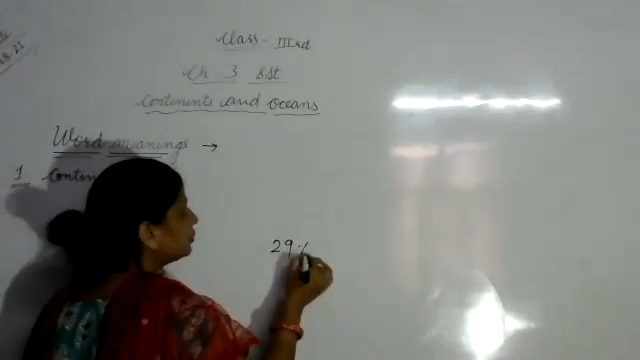 Class - IIIrd
Ch 3 SSt
Continents and Oceans
Word meanings →
1
29%